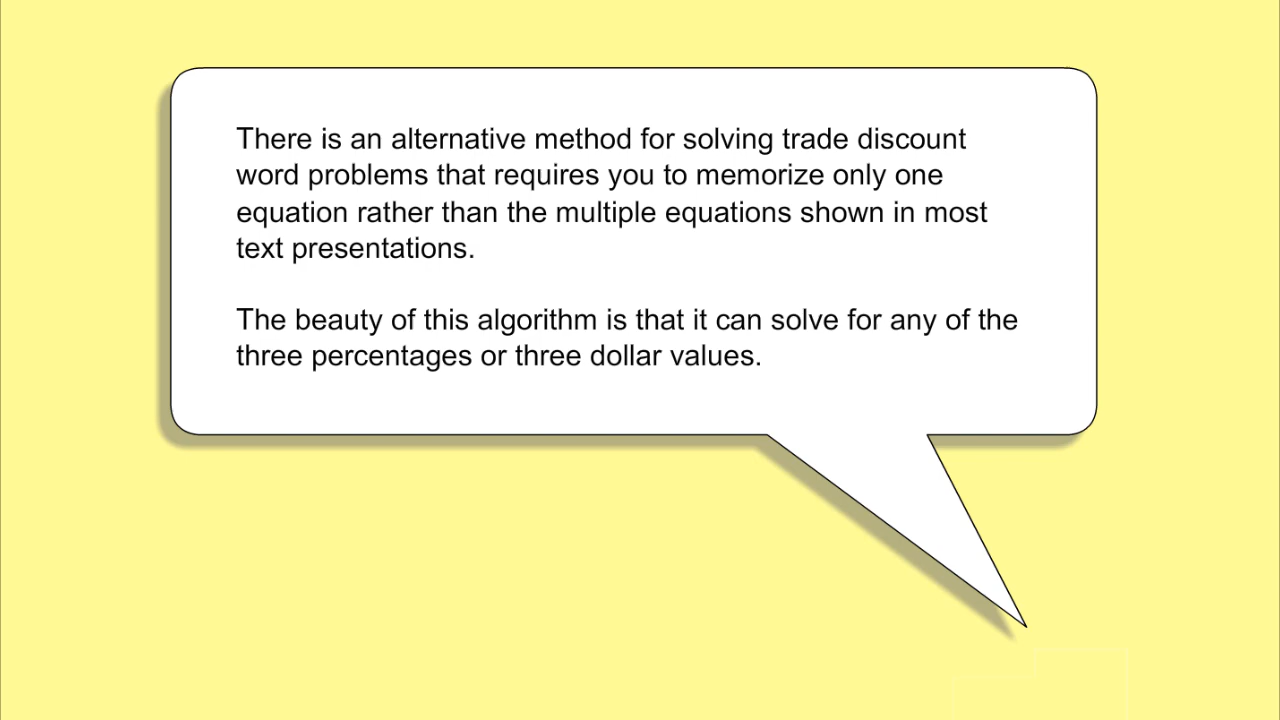 There is an alternative method for solving trade discount
word problems that requires you to memorize only one
equation rather than the multiple equations shown in most
text presentations.
The beauty of this algorithm is that it can solve for any of the
three percentages or three dollar values.